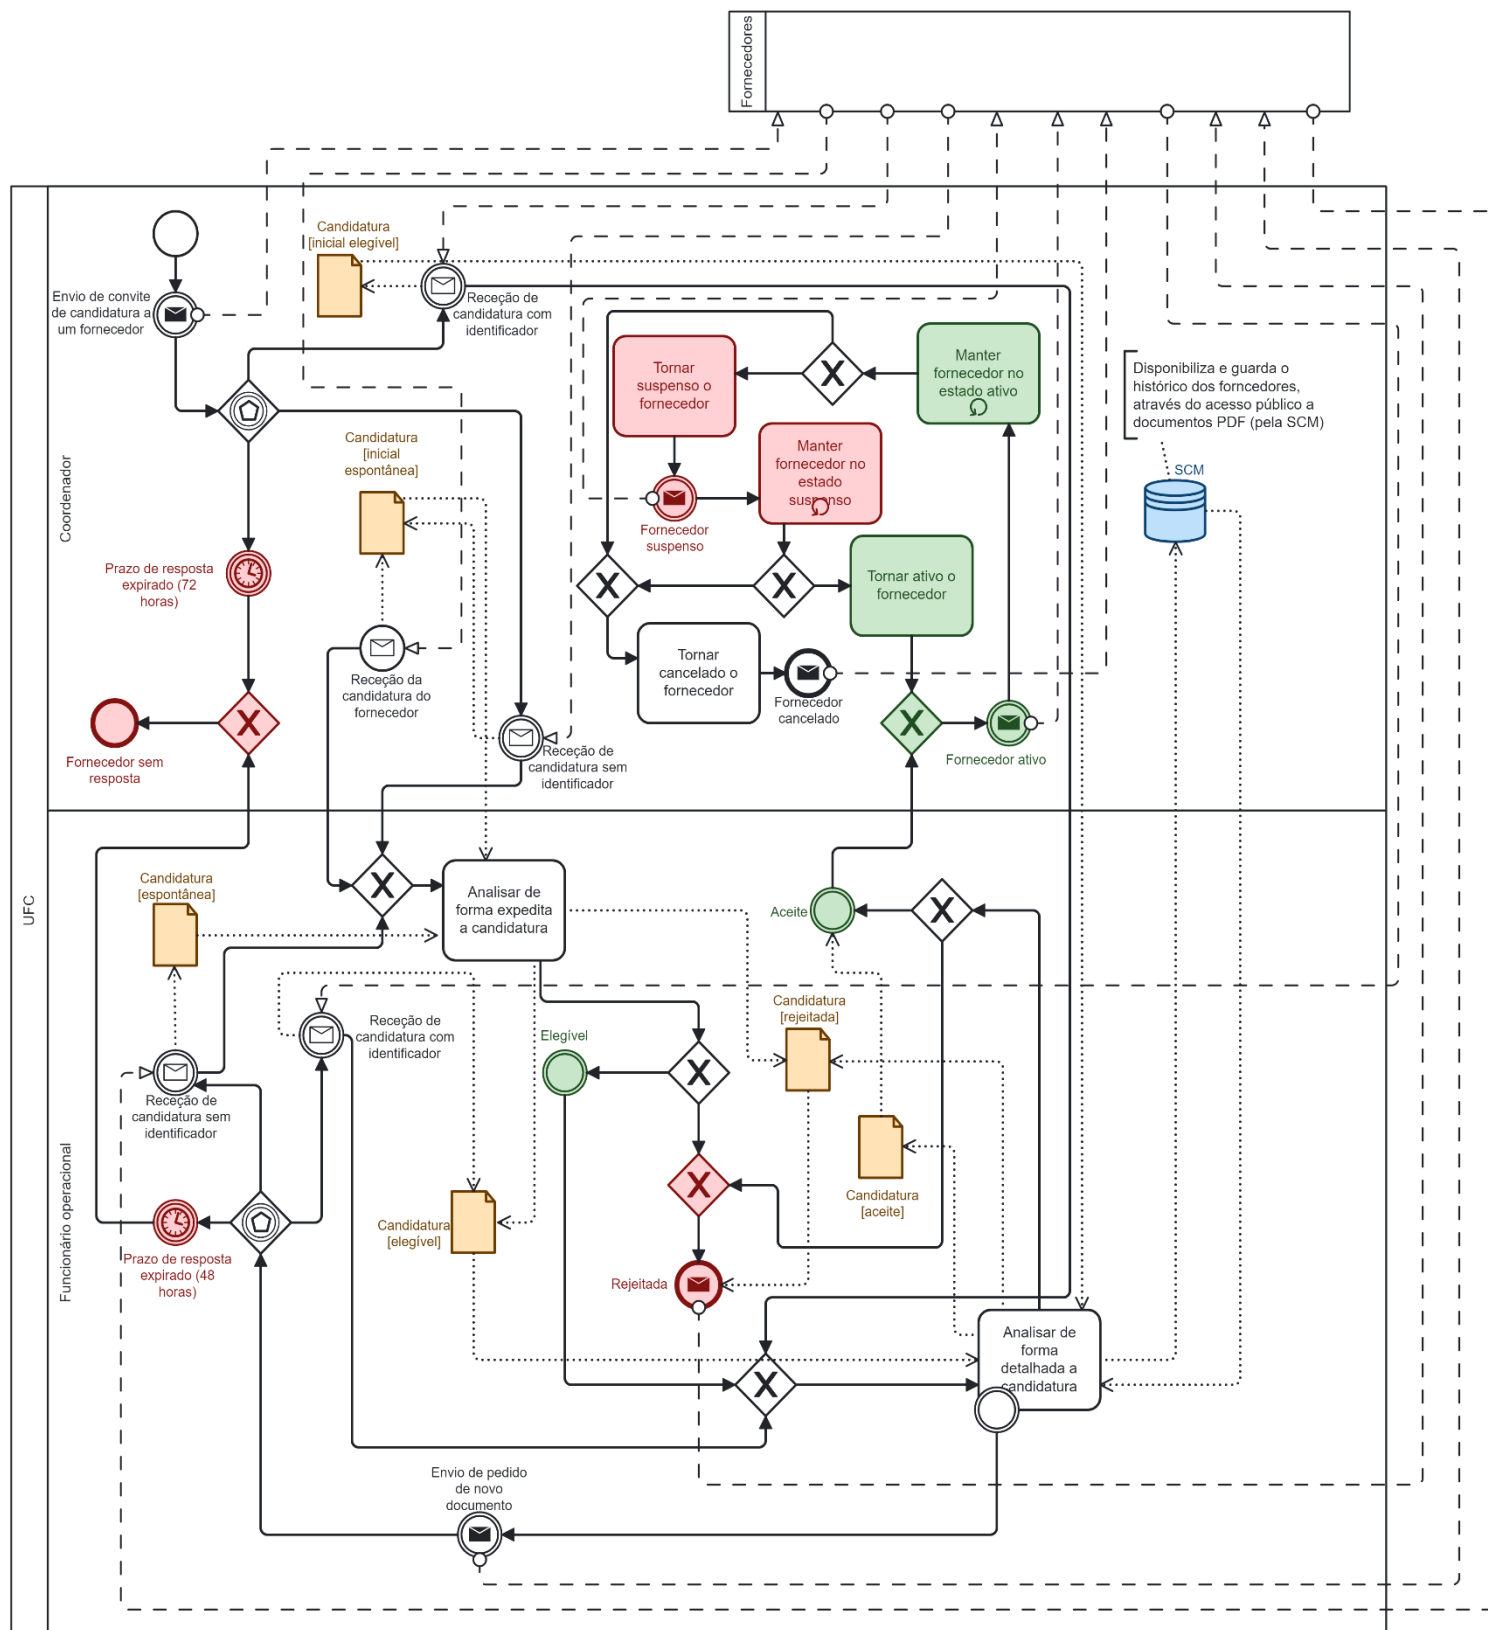 Fornecedores
UFC
Coordenador
Funcionário operacional
Envio de convite
de candidatura a
um fornecedor
Candidatura
[inicial elegível]
Receção de
candidatura com
identificador
Candidatura
[inicial
espontânea]
Prazo de resposta
expirado (72
horas)
Fornecedor sem
resposta
Receção da
candidatura do
fornecedor
Receção de
candidatura sem
identificador
Tornar
suspenso o
fornecedor
Manter
fornecedor no
estado ativo
Fornecedor
suspenso
Manter
fornecedor no
estado
suspenso
Tornar ativo o
fornecedor
Tornar
cancelado o
fornecedor
Fornecedor
cancelado
Fornecedor ativo
Disponibiliza e guarda o
histórico dos forncedores,
através do acesso público a
documentos PDF (pela SCM)
SCM
Candidatura
[espontânea]
Analisar de
forma expedita
a candidatura
Aceite
Receção de
candidatura com
identificador
Elegível
Candidatura
[rejeitada]
Receção de
candidatura sem
identificador
Candidatura
[aceite]
Candidatura
[elegível]
Prazo de resposta
expirado (48
horas)
Rejeitada
Analisar de
forma
detalhada a
candidatura
Envio de pedido
de novo
documento